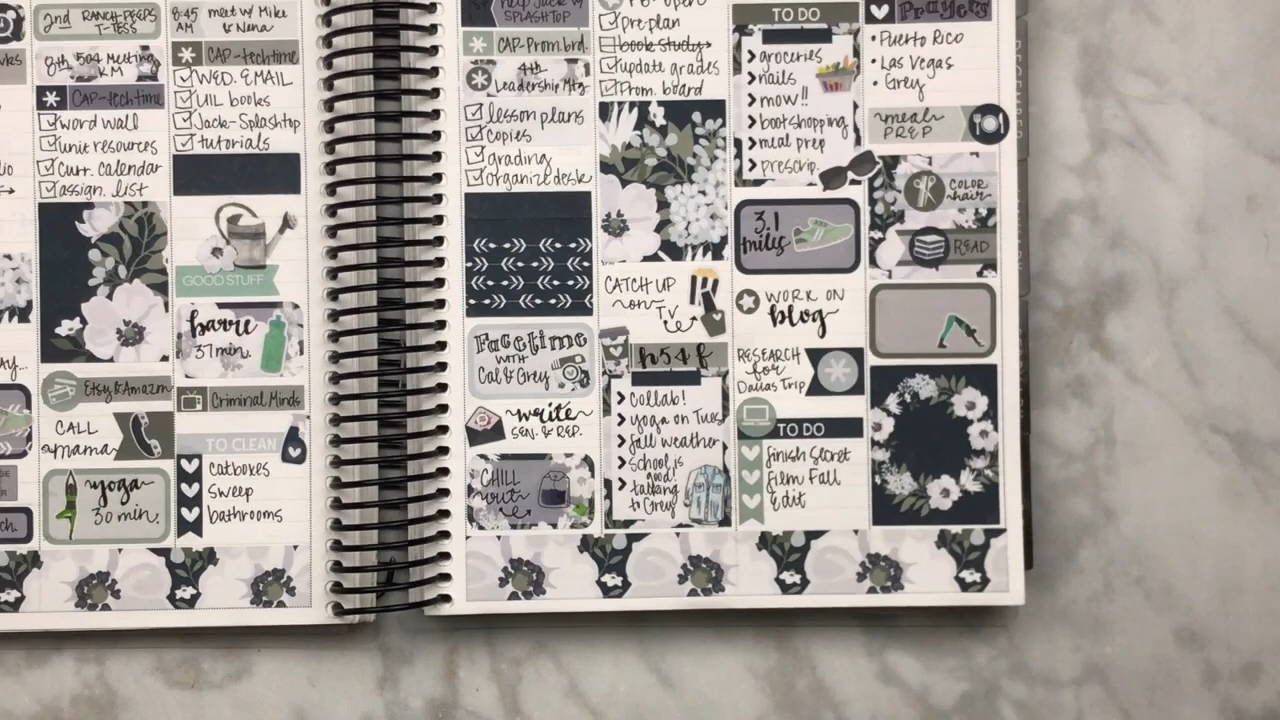 2nd RANCH-PEEPS
T-TESS
8th 504 Meeting
KM
CAP-techtime
word wall
unit resources
Curr. calendar
assign. list
Etsy & Amazon
CALL
mama
yoga
30 min.
8:45
AM
meet w/ Mike
& Nena
CAP-techtime
WED. EMAIL
UIL books
Jack-Splashtop
tutorials
GOOD STUFF
barre
37 min.
Criminal Minds
TO CLEAN
catboxes
sweep
bathrooms
help Jack w/
SPLASHTOP
CAP-Prom.brd.
4th
Leadership Mtg
lesson plans
copies
grading
organize desk
Facetime
WITH
Cal & Grey
write
SEN. & REP.
CHILL
out
Pre-plan
book study
update grades
Prom. board
CATCH UP
on
TV
h54f
collab!
yoga on Tues
fall weather
school is
good!
talking
to Grey
TO DO
groceries
nails
mow!!
bootshopping
meal prep
prescrip.
3.1
miles
WORK ON
blog
RESEARCH
for
Dallas Trip
TO DO
finish Secret
film Fall
Edit
Prayers
• Puerto Rico
• Las Vegas
• Grey
meal
PREP
COLOR
hair
READ
DECEMBER